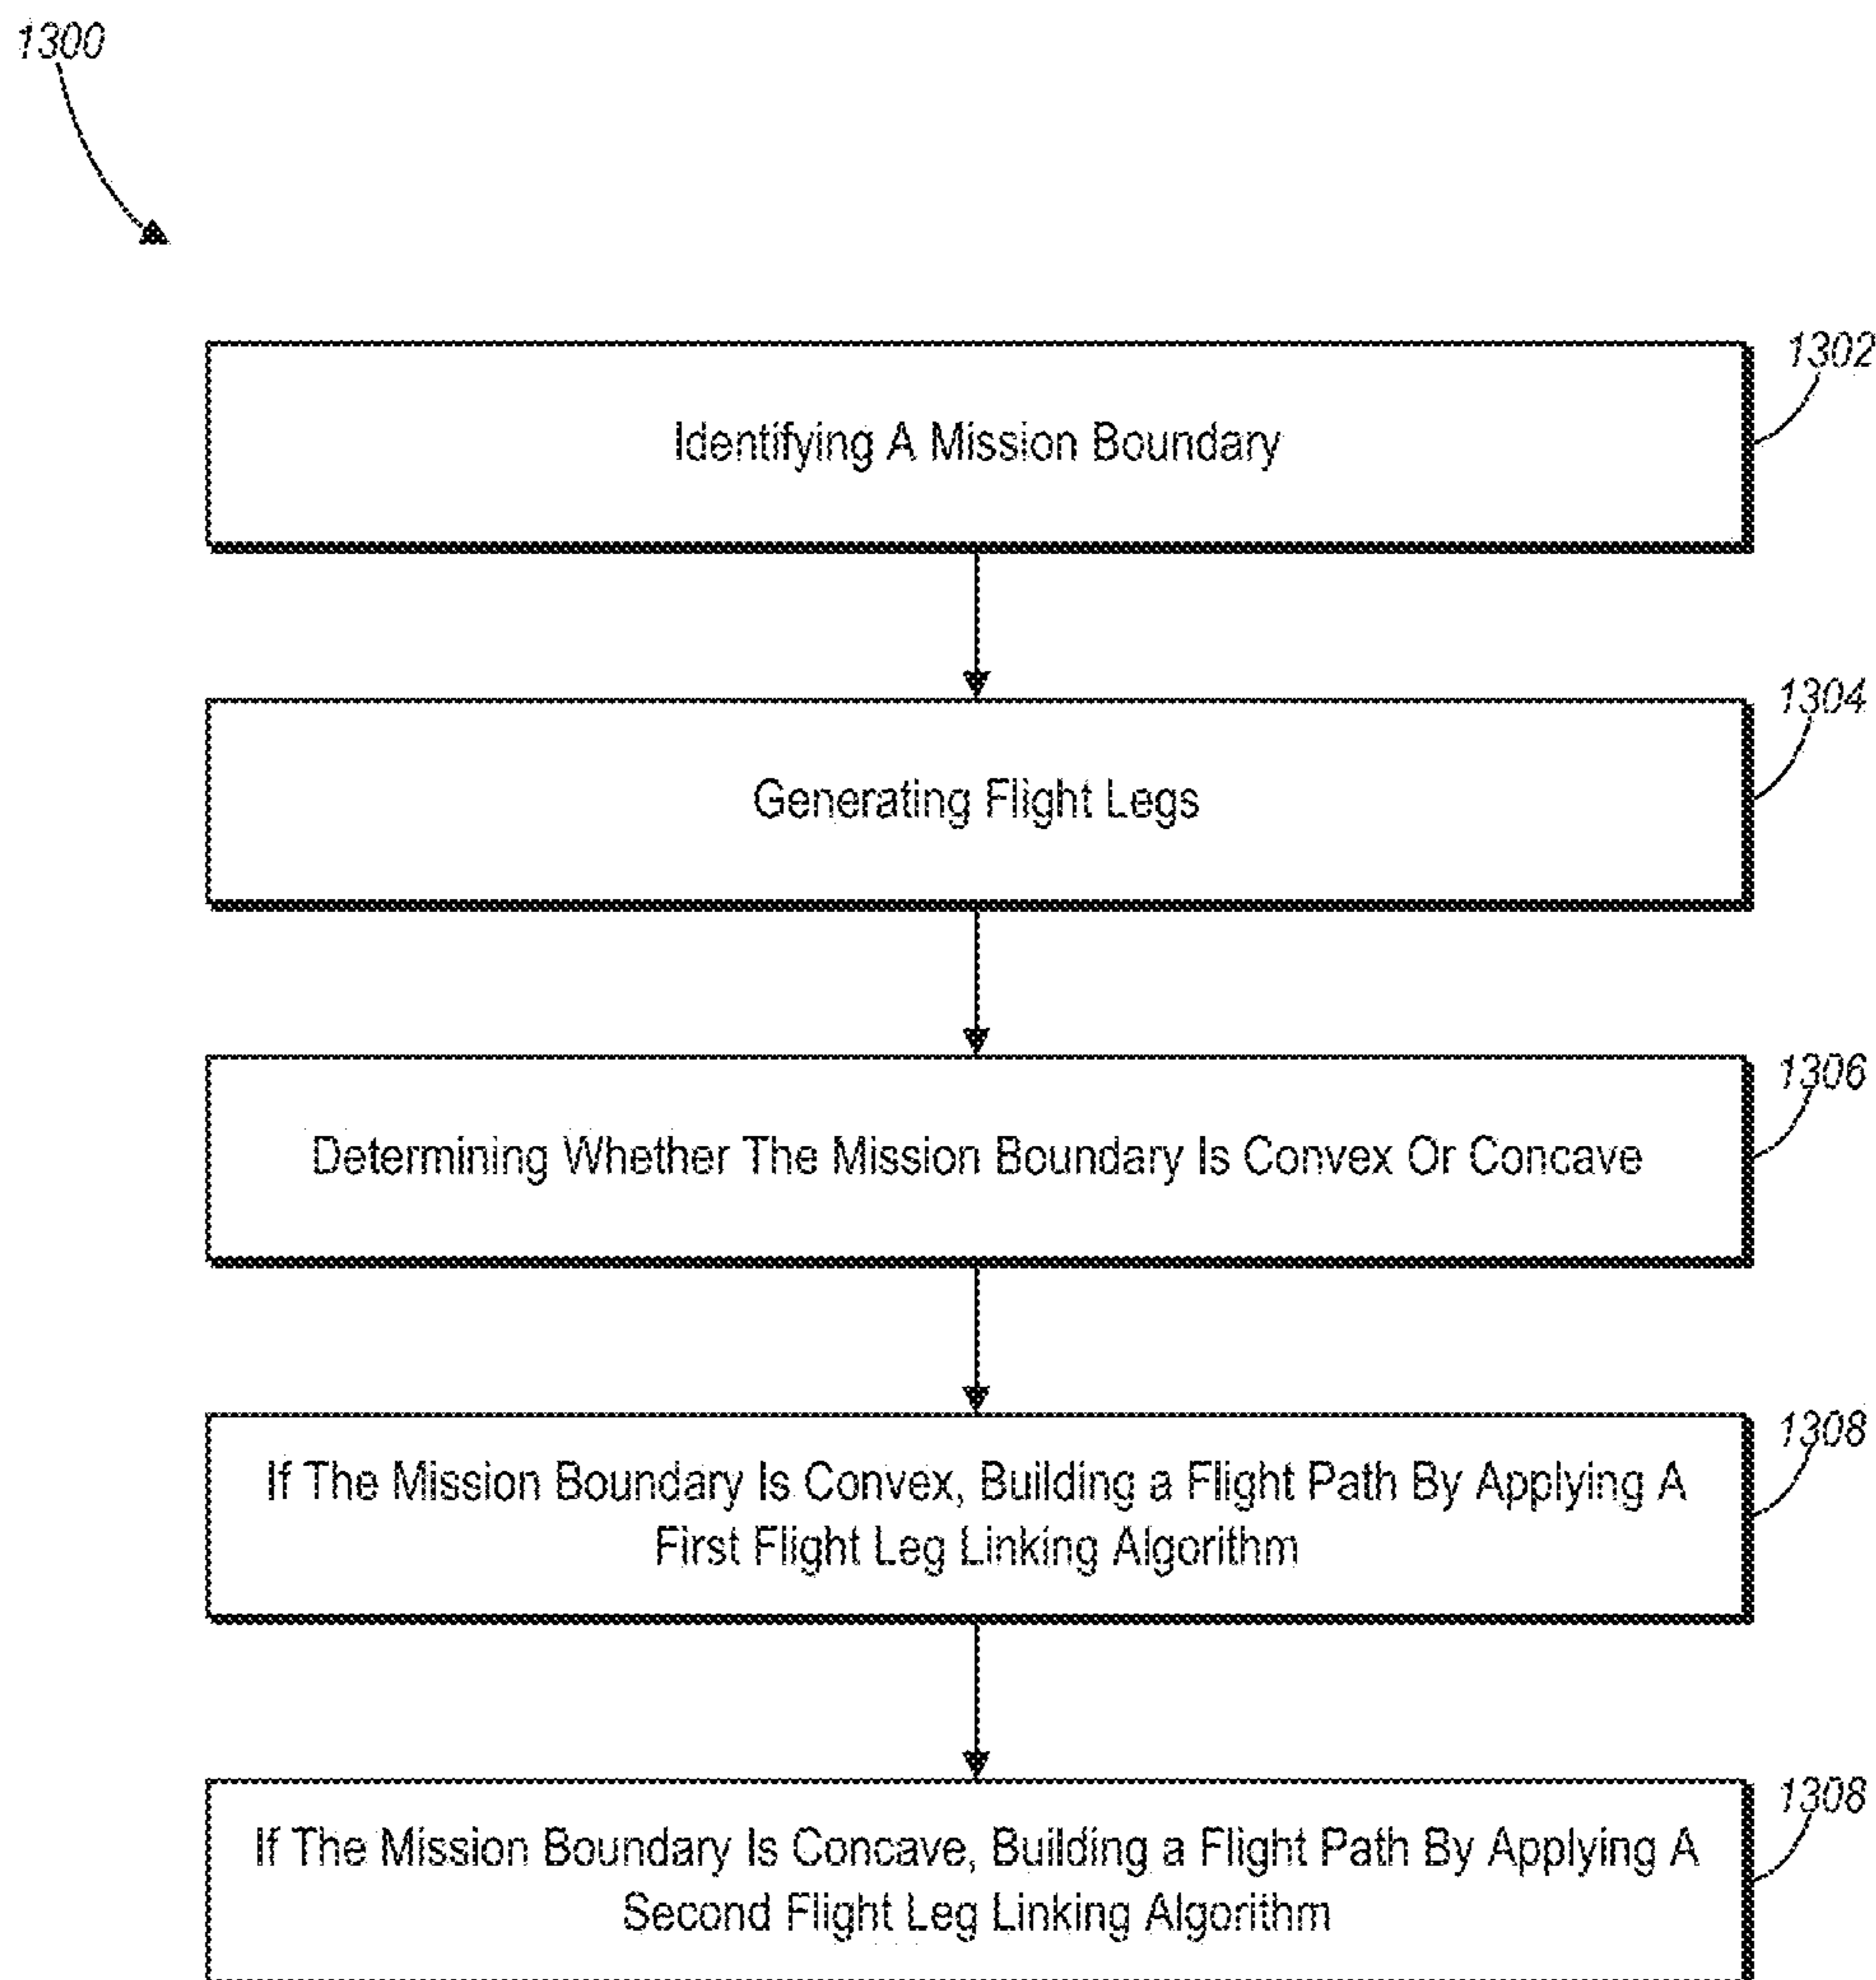 1300
1302
Identifying A Mission Boundary
1304
Generating Flight Legs
1306
Determining Whether The Mission Boundary Is Convex Or Concave
1308
If The Mission Boundary Is Convex, Building a Flight Path By Applying A
First Flight Leg Linking Algorithm
1308
If The Mission Boundary Is Concave, Building a Flight Path By Applying A
Second Flight Leg Linking Algorithm